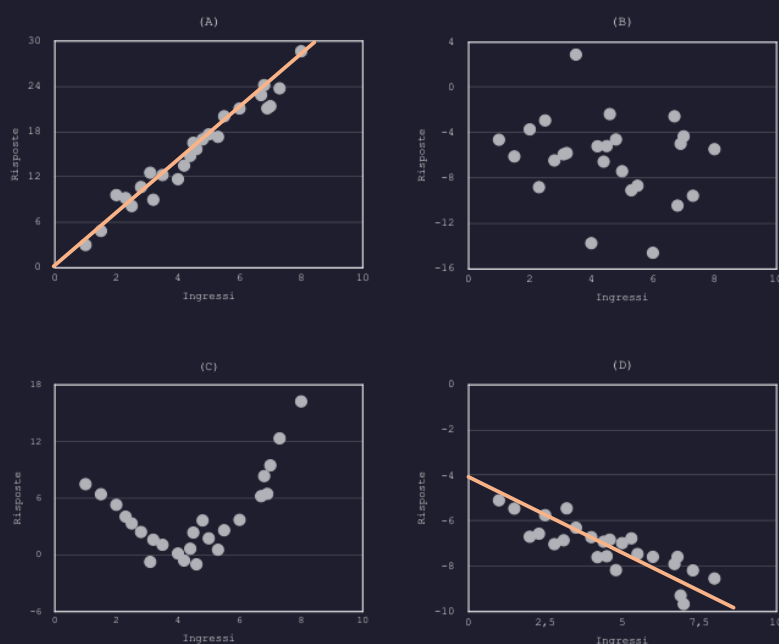 (A)
30
24
18
12
6
0
Risposte
0 2 4 6 8 10
Ingressi
(B)
4
0
-4
-8
-12
-16
Risposte
0 2 4 6 8 10
Ingressi
(C)
18
12
6
0
-6
Risposte
0 2 4 6 8 10
Ingressi
(D)
0
-2
-4
-6
-8
-10
Risposte
0 2,5 5 7,5 10
Ingressi